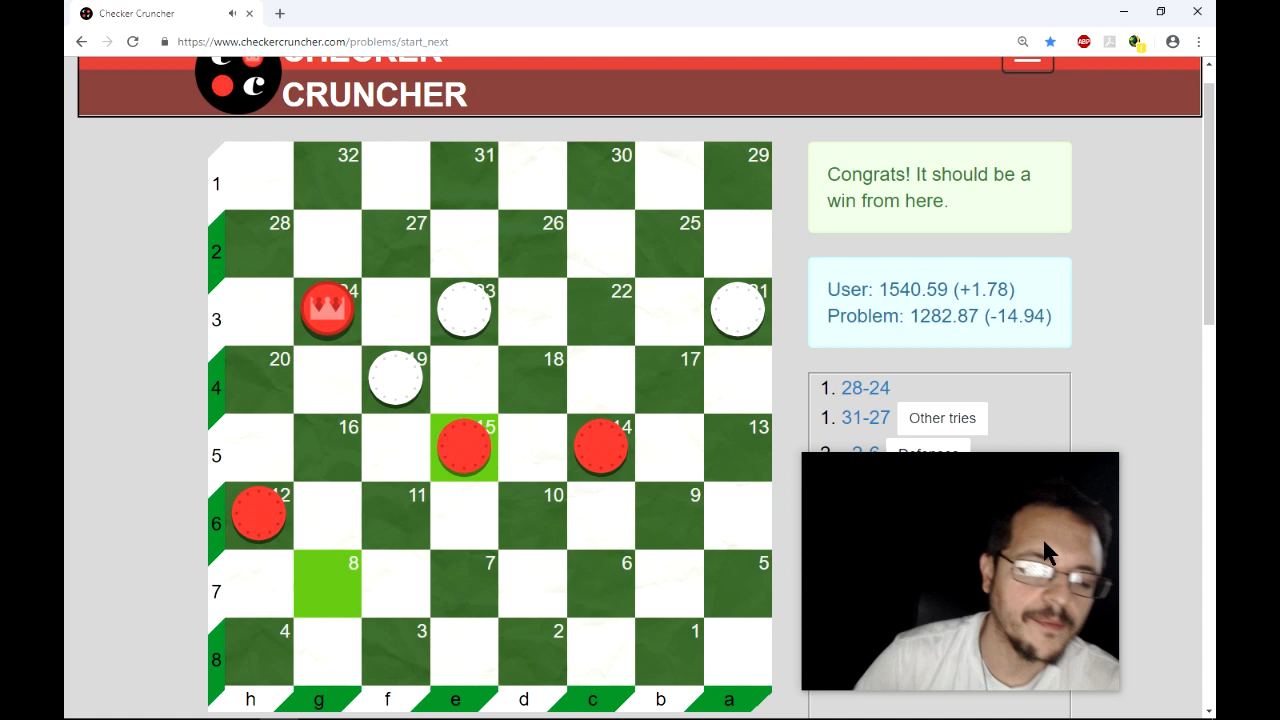 Checker Cruncher
https://www.checkercruncher.com/problems/start_next
ABP
CHECKER
CRUNCHER
Congrats! It should be a
win from here.
User: 1540.59 (+1.78)
Problem: 1282.87 (-14.94)
1. 28-24
1. 31-27 Other tries
32 31 30 29
1
28 27 26 25
2
22
3
20 18 17
4
16 13
5
11 10 9
6
8 7 6 5
7
4 3 2 1
8
h g f e d c b a